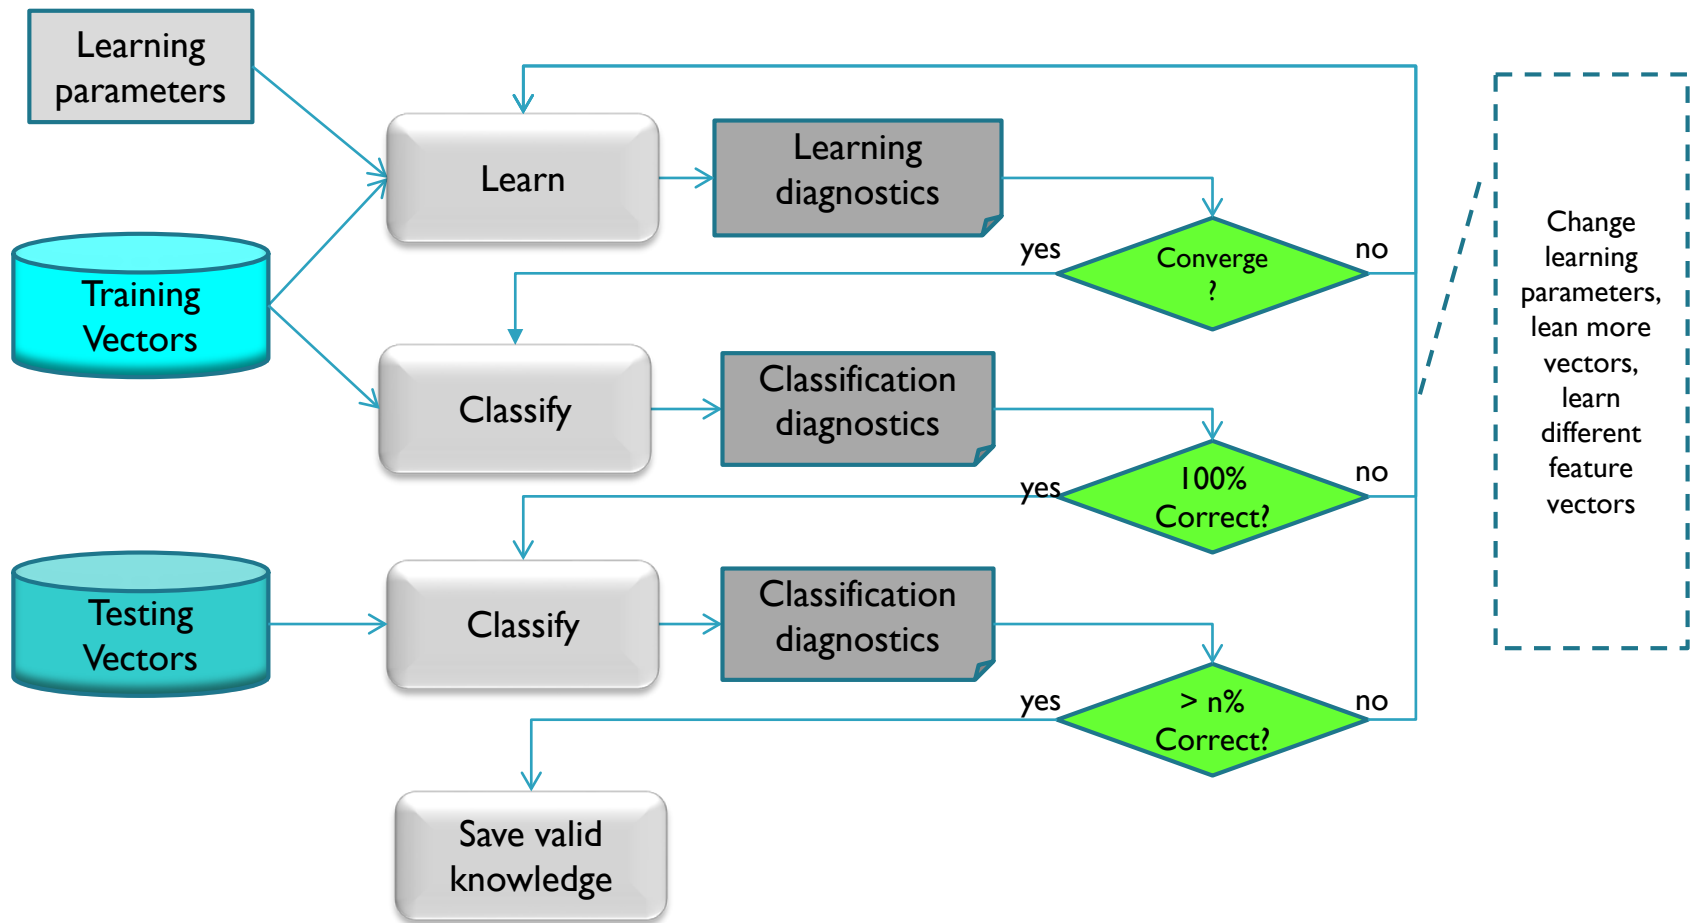 Learning
parameters
Learn
Learning
diagnostics
Training
Vectors
yes
Converge
?
no
Classify
Classification
diagnostics
yes
100%
Correct?
no
Testing
Vectors
Classify
Classification
diagnostics
yes
> n%
Correct?
no
Save valid
knowledge
Change
learning
parameters,
lean more
vectors,
learn
different
feature
vectors